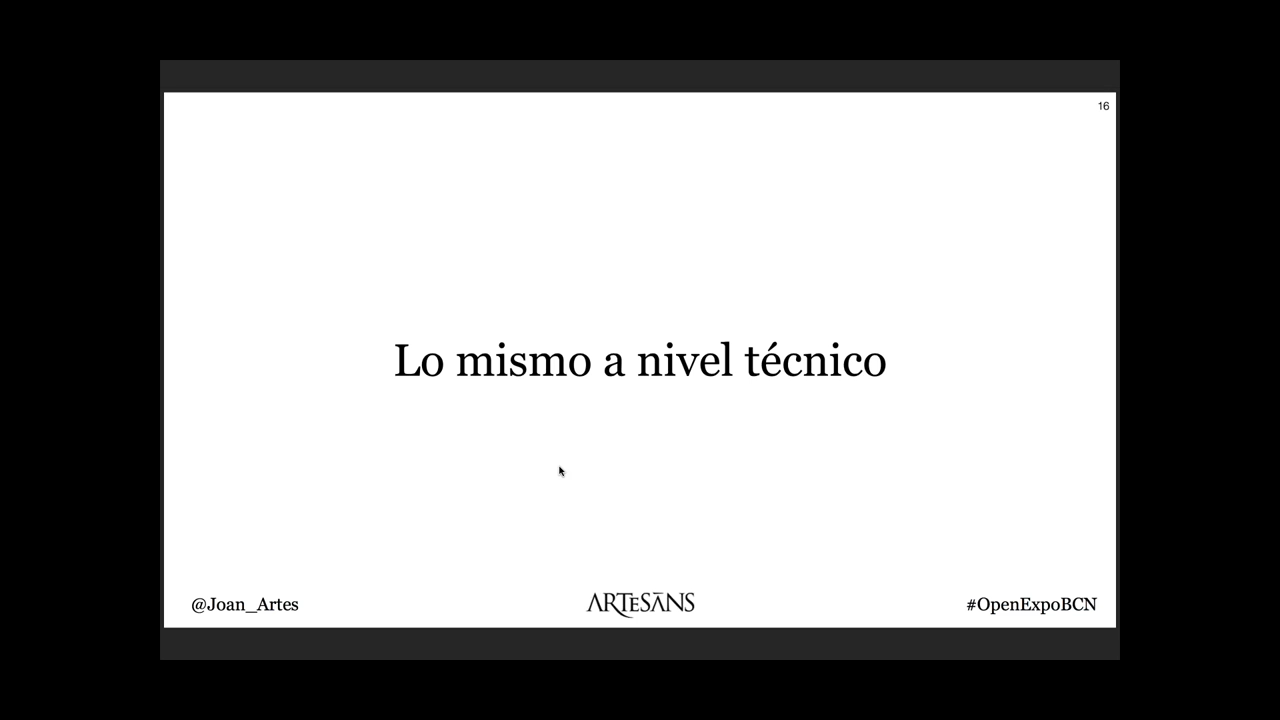 16
Lo mismo a nivel técnico
@Joan_Artes
ARTESANS
#OpenExpoBCN